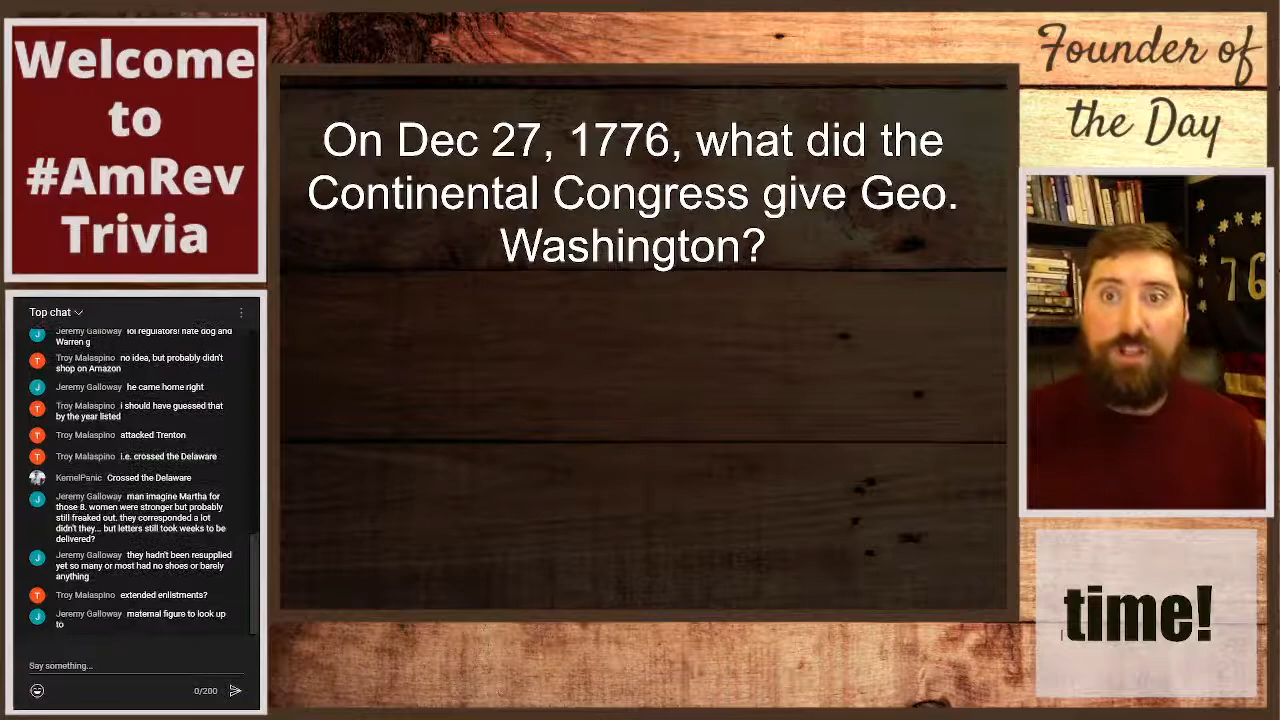 Welcome
to
#AmRev
Trivia
On Dec 27, 1776, what did the
Continental Congress give Geo.
Washington?
Founder of
the Day
76
time!
Top chat
Jeremy Galloway lol regulators! nate dog and
Warren g
Troy Malaspino no idea, but probably didn't
shop on Amazon
Jeremy Galloway he came home right
Troy Malaspino i should have guessed that
by the year listed
Troy Malaspino attacked Trenton
Troy Malaspino i.e. crossed the Delaware
KernelPanic Crossed the Delaware
Jeremy Galloway man imagine Martha for
those 8. women were stronger but probably
still freaked out. they corresponded a lot
didn't they... but letters still took weeks to be
delivered?
Jeremy Galloway they hadn't been resupplied
yet so many or most had no shoes or barely
anything
Troy Malaspino extended enlistments?
Jeremy Galloway maternal figure to look up
to
Say something...
0/200